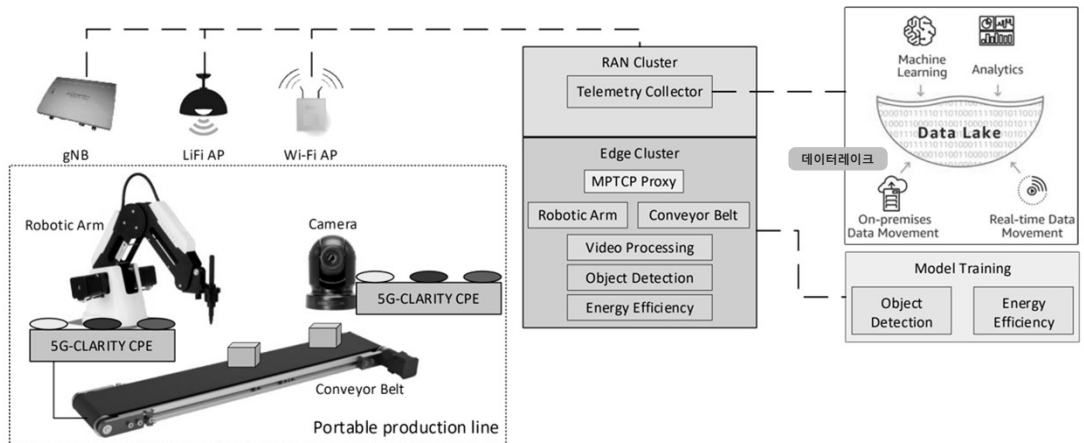 gNB
LiFi AP
Wi-Fi AP
Robotic Arm
Camera
5G-CLARITY CPE
5G-CLARITY CPE
Conveyor Belt
Portable production line
RAN Cluster
Telemetry Collector
Edge Cluster
MPTCP Proxy
Robotic Arm
Conveyor Belt
Video Processing
Object Detection
Energy Efficiency
Machine
Learning
Analytics
Data Lake
데이터레이크
On-premises
Data Movement
Real-time Data
Movement
Model Training
Object
Detection
Energy
Efficiency